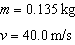 m = 0.135 kg
v = 40.0 m/s